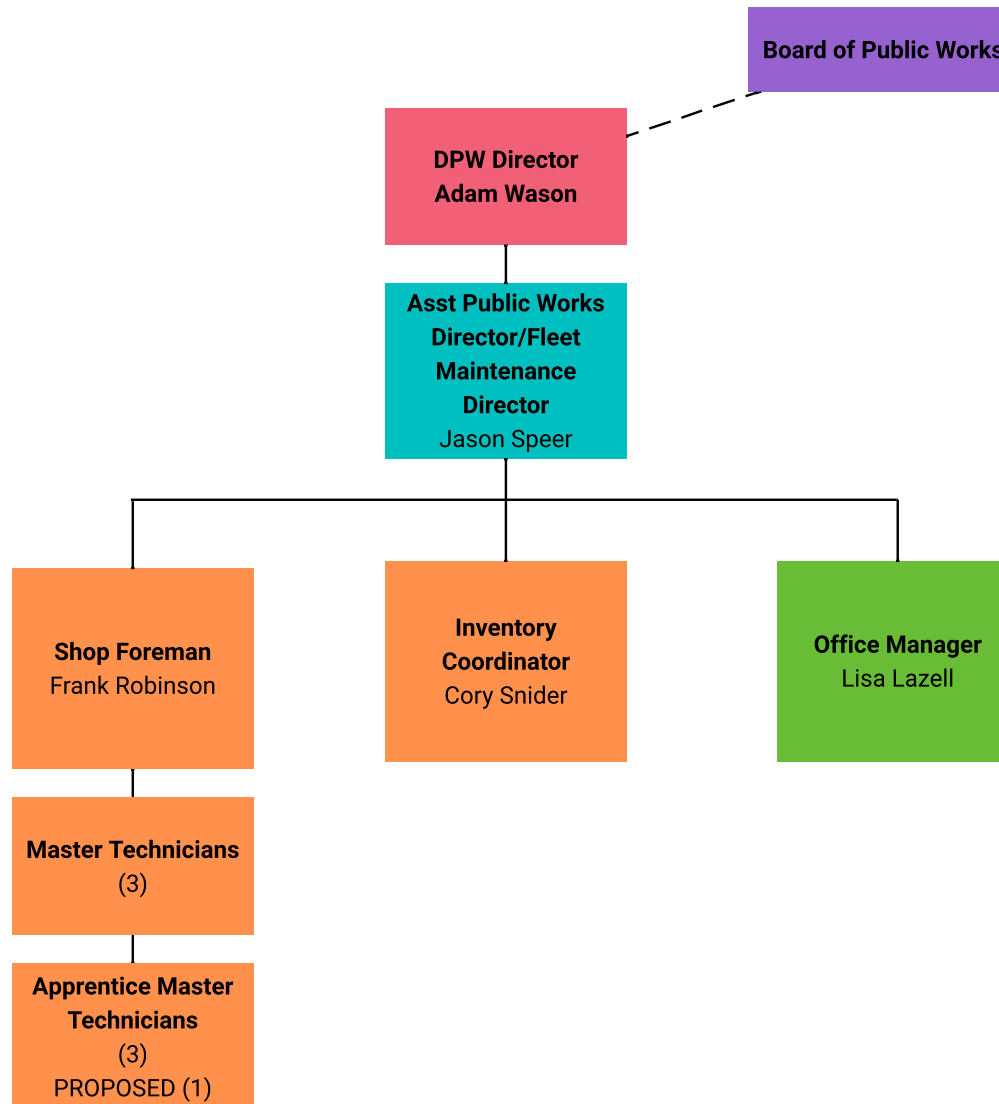 Board of Public Works
DPW Director
Adam Wason
Asst Public Works
Director/Fleet
Maintenance
Director
Jason Speer
Shop Foreman
Frank Robinson
Inventory
Coordinator
Cory Snider
Office Manager
Lisa Lazell
Master Technicians
(3)
Apprentice Master
Technicians
(3)
PROPOSED (1)